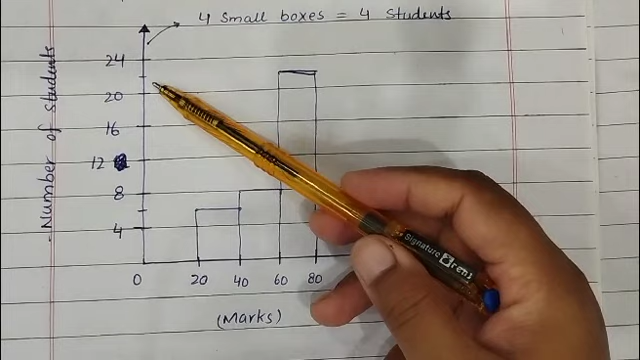 4 Small boxes = 4 Students
Number of students
24
20
16
12
8
4
0 20 40 60 80
(Marks)
Signature